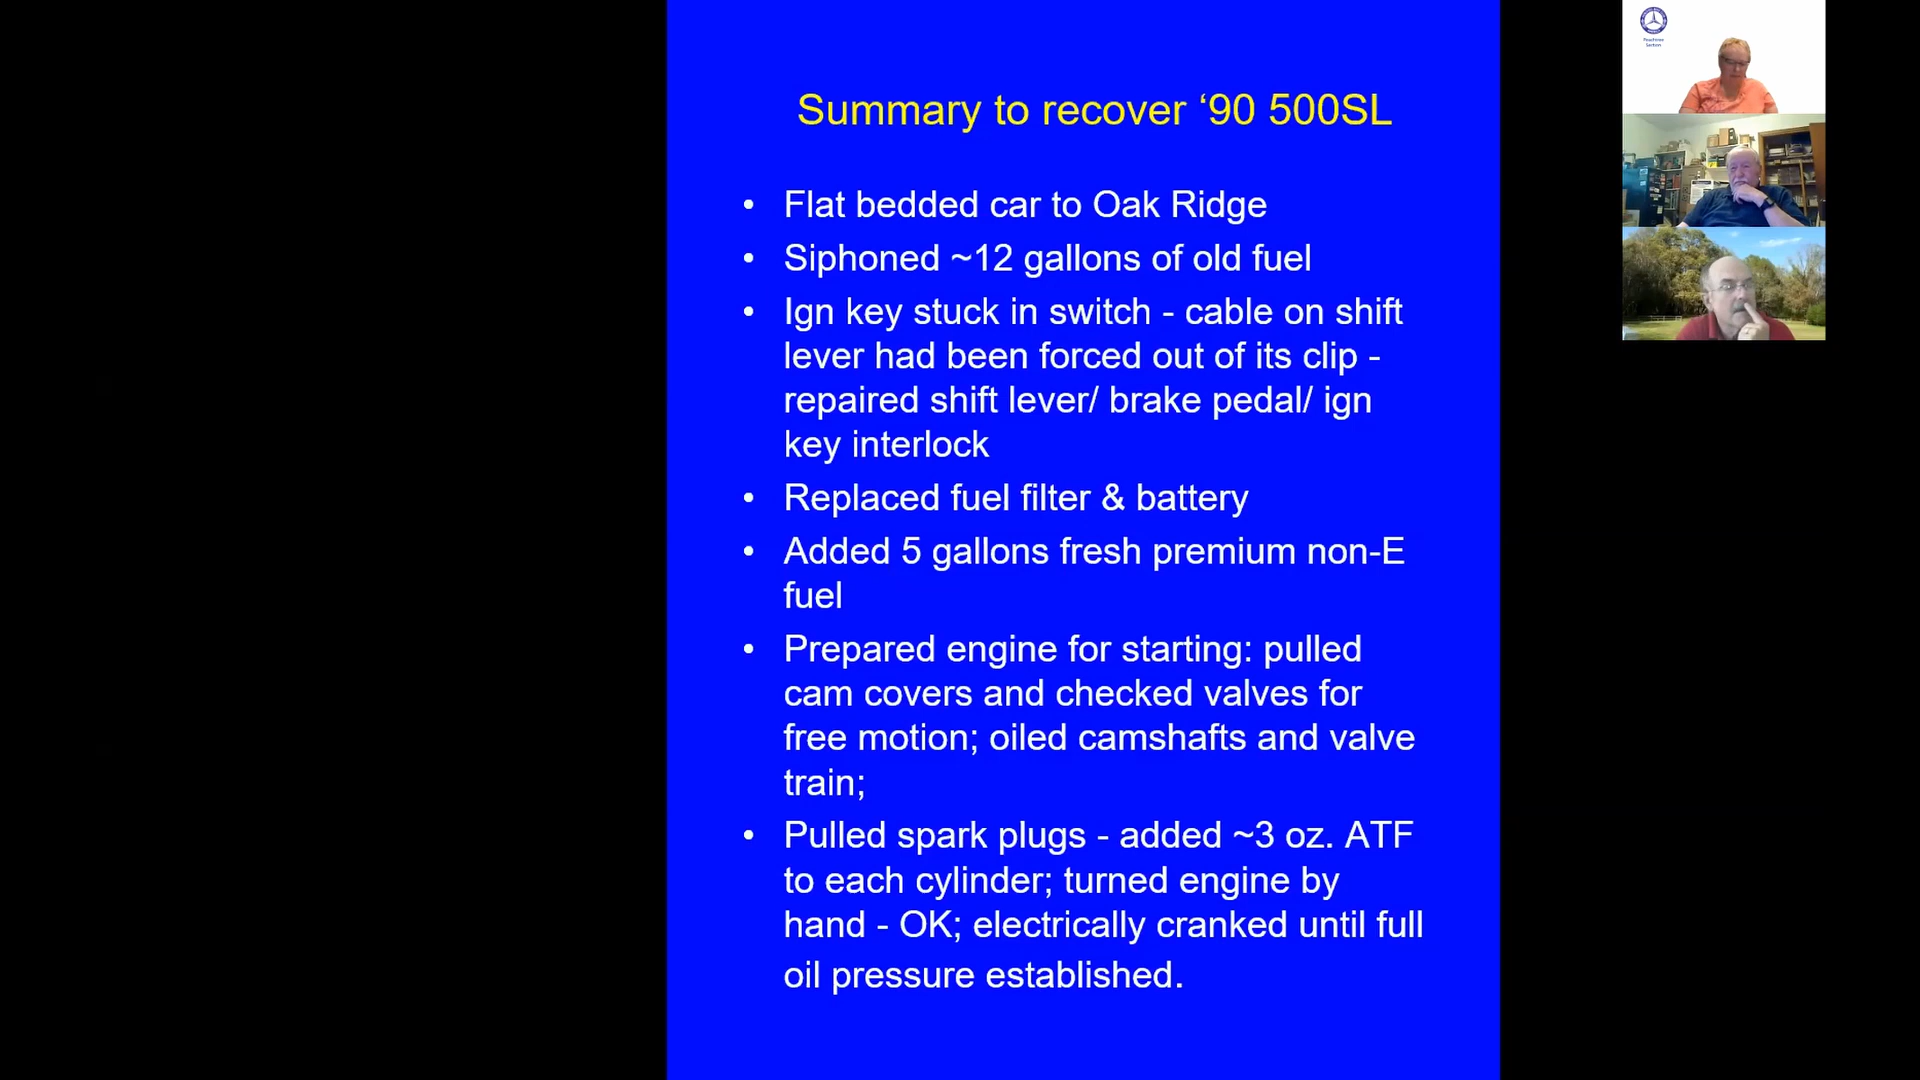 Summary to recover ‘90 500SL
• Flat bedded car to Oak Ridge
• Siphoned ~12 gallons of old fuel
• Ign key stuck in switch - cable on shift
lever had been forced out of its clip -
repaired shift lever/ brake pedal/ ign
key interlock
• Replaced fuel filter & battery
• Added 5 gallons fresh premium non-E
fuel
• Prepared engine for starting: pulled
cam covers and checked valves for
free motion; oiled camshafts and valve
train;
• Pulled spark plugs - added ~3 oz. ATF
to each cylinder; turned engine by
hand - OK; electrically cranked until full
oil pressure established.
Peachtree
Section